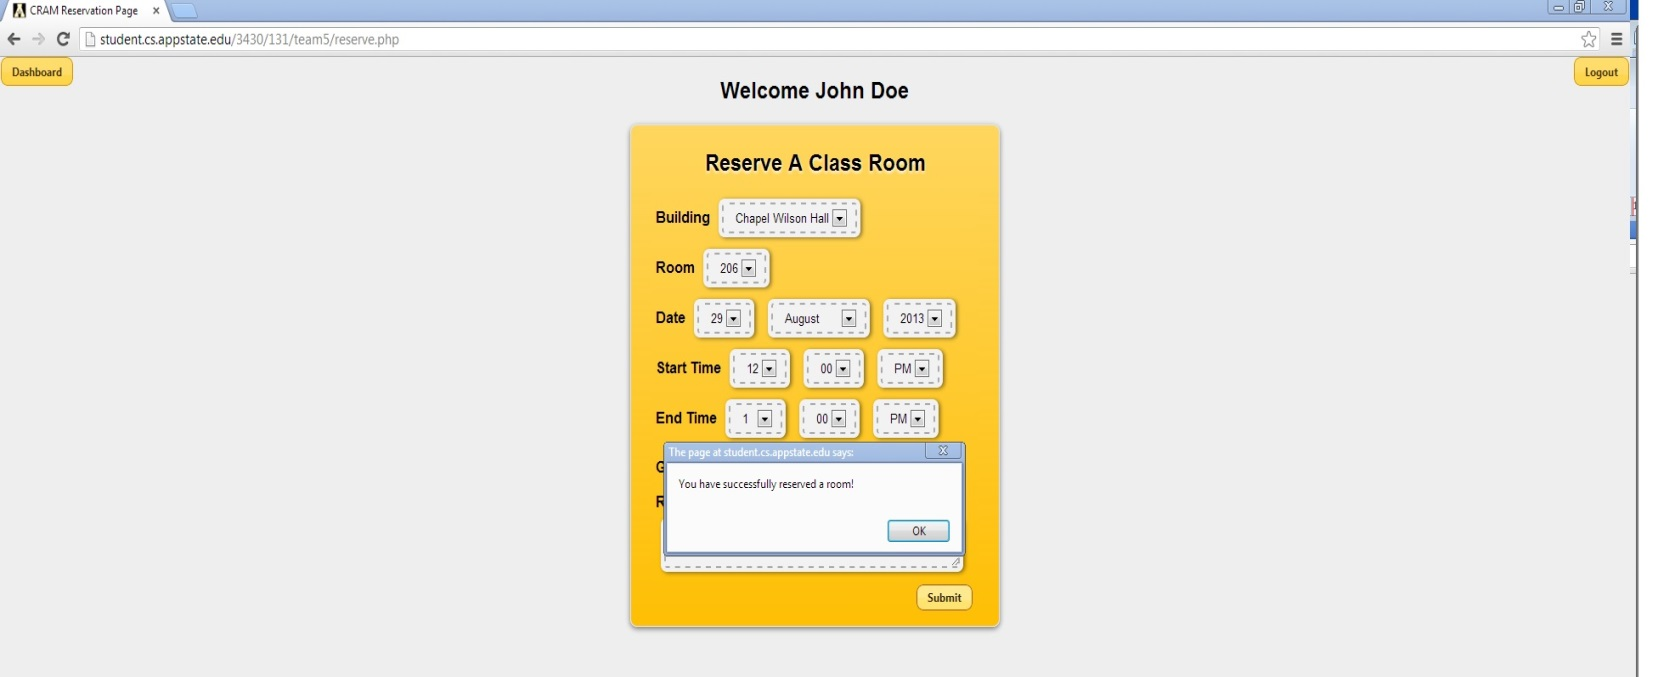 CRAM Reservation Page
student.cs.appstate.edu/3430/131/team5/reserve.php
Dashboard
Logout
Welcome John Doe
Reserve A Class Room
Building Chapel Wilson Hall
Room 206
Date 29 August 2013
Start Time 12 00 PM
End Time 1 00 PM
The page at student.cs.appstate.edu says:
You have successfully reserved a room!
OK
Submit